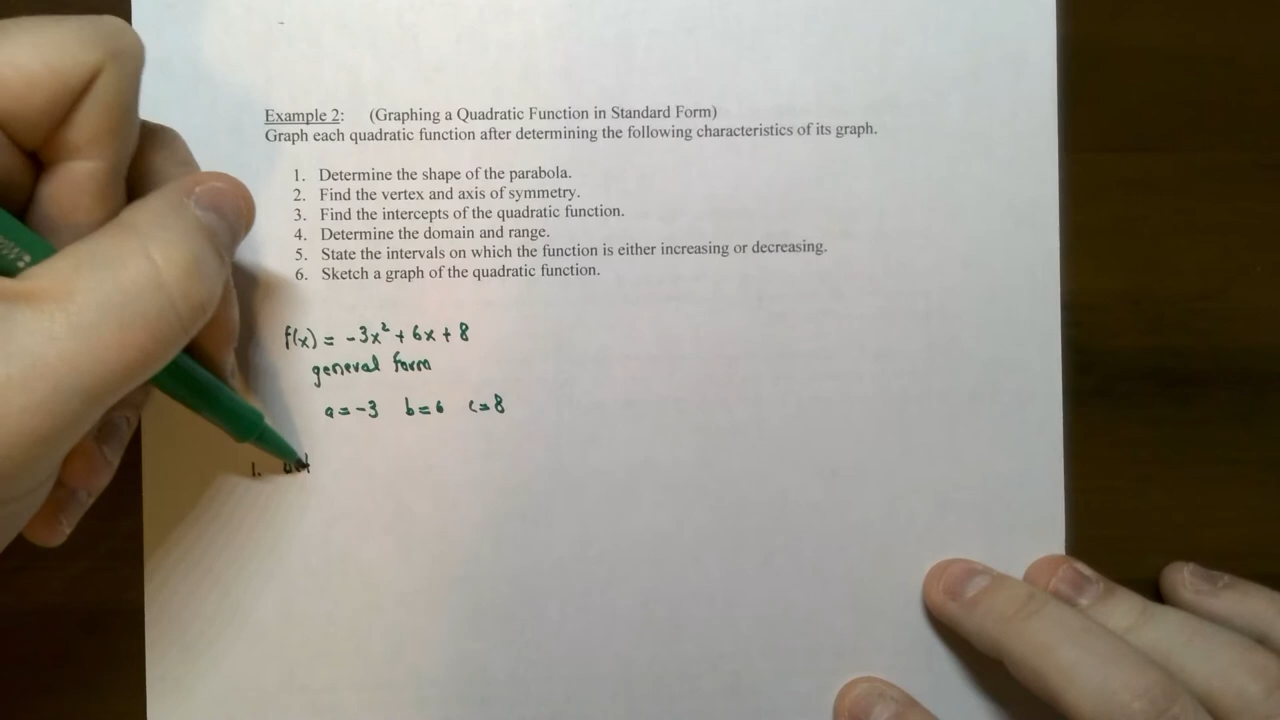 Example 2: (Graphing a Quadratic Function in Standard Form)
Graph each quadratic function after determining the following characteristics of its graph.
1. Determine the shape of the parabola.
2. Find the vertex and axis of symmetry.
3. Find the intercepts of the quadratic function.
4. Determine the domain and range.
5. State the intervals on which the function is either increasing or decreasing.
6. Sketch a graph of the quadratic function.
f(x) = -3x² + 6x + 8
general form
a = -3 b = 6 c = 8
1.